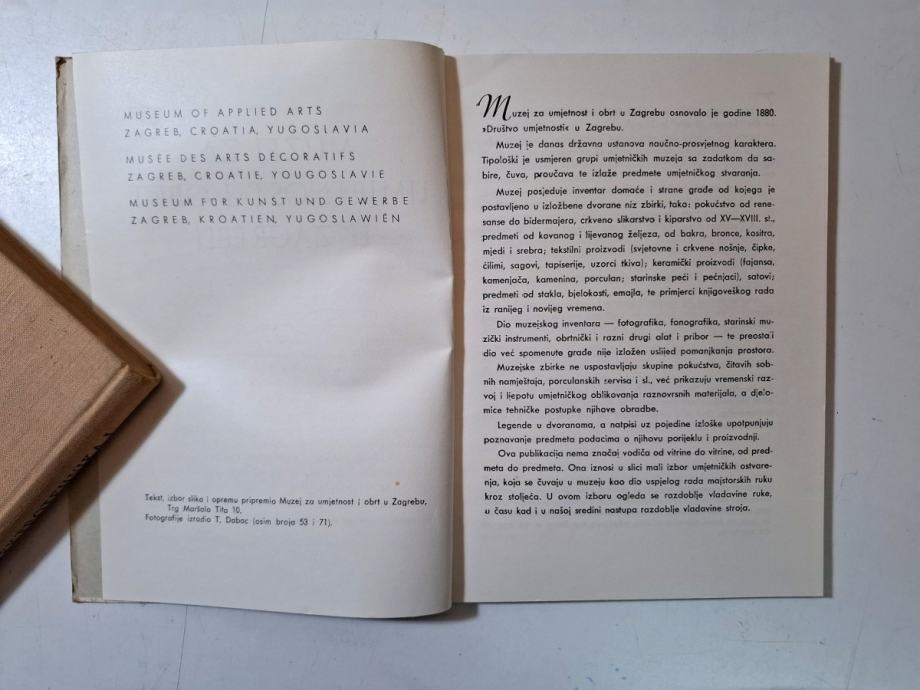 MUSEUM OF APPLIED ARTS
ZAGREB, CROATIA, YUGOSLAVIA
MUSÉE DES ARTS DÉCORATIFS
ZAGREB, CROATIE, YOUGOSLAVIE
MUSEUM FÜR KUNST UND GEWERBE
ZAGREB, KROATIEN, YUGOSLAWIEN
Tekst, izbor slika i opremu pripremio Muzej za umjetnost i obrt u Zagrebu,
Trg Maršala Tita 10.
Fotografije izradio T. Dabac (osim broja 53 i 71).
Muzej za umjetnost i obrt u Zagrebu osnovalo je godine 1880.
»Društvo umjetnosti« u Zagrebu.
Muzej je danas državna ustanova naučno-prosvjetnog karaktera.
Tipološki je usmjeren grupi umjetničkih muzeja sa zadatkom da sa-
bire, čuva, proučava te izlaže predmete umjetničkog stvaranja.
Muzej posjeduje inventar domaće i strane građe od kojega je
postavljeno u izložbene dvorane niz zbirki, tako: pokućstvo od rene-
sanse do bidermajera, crkveno slikarstvo i kiparstvo od XV—XVIII. st.,
predmeti od kovanog i lijevanog željeza, od bakra, bronce, kositra,
mjedi i srebra; tekstilni proizvodi (svjetovne i crkvene nošnje, čipke,
ćilimi, sagovi, tapiserije, uzorci tkiva); keramički proizvodi (fajansa,
kamenjača, kamenina, porculan; starinske peći i pećnjaci), satovi;
predmeti od stakla, bjelokosti, emajla, te primjerci knjigoveškog rada
iz ranijeg i novijeg vremena.
Dio muzejskog inventara — fotografika, fonografika, starinski mu-
zički instrumenti, obrtnički i razni drugi alat i pribor — te preostali
dio već spomenute građe nije izložen uslijed pomanjkanja prostora.
Muzejske zbirke ne uspostavljaju skupine pokućstva, čitavih sob-
nih namještaja, porculanskih servisa i sl., već prikazuju vremenski raz-
voj i ljepotu umjetničkog oblikovanja raznovrsnih materijala, a djelo-
mice tehničke postupke njihove obradbe.
Legende u dvoranama, a natpisi uz pojedine izloške upotpunjuju
poznavanje predmeta podacima o njihovu porijeklu i proizvodnji.
Ova publikacija nema značaj vodiča od vitrine do vitrine, od pred-
meta do predmeta. Ona iznosi u slici mali izbor umjetničkih ostvare-
nja, koja se čuvaju u muzeju kao dio uspjelog rada majstorskih ruku
kroz stoljeća. U ovom izboru ogleda se razdoblje vladavine ruke,
u času kad i u našoj sredini nastupa razdoblje vladavine stroja.